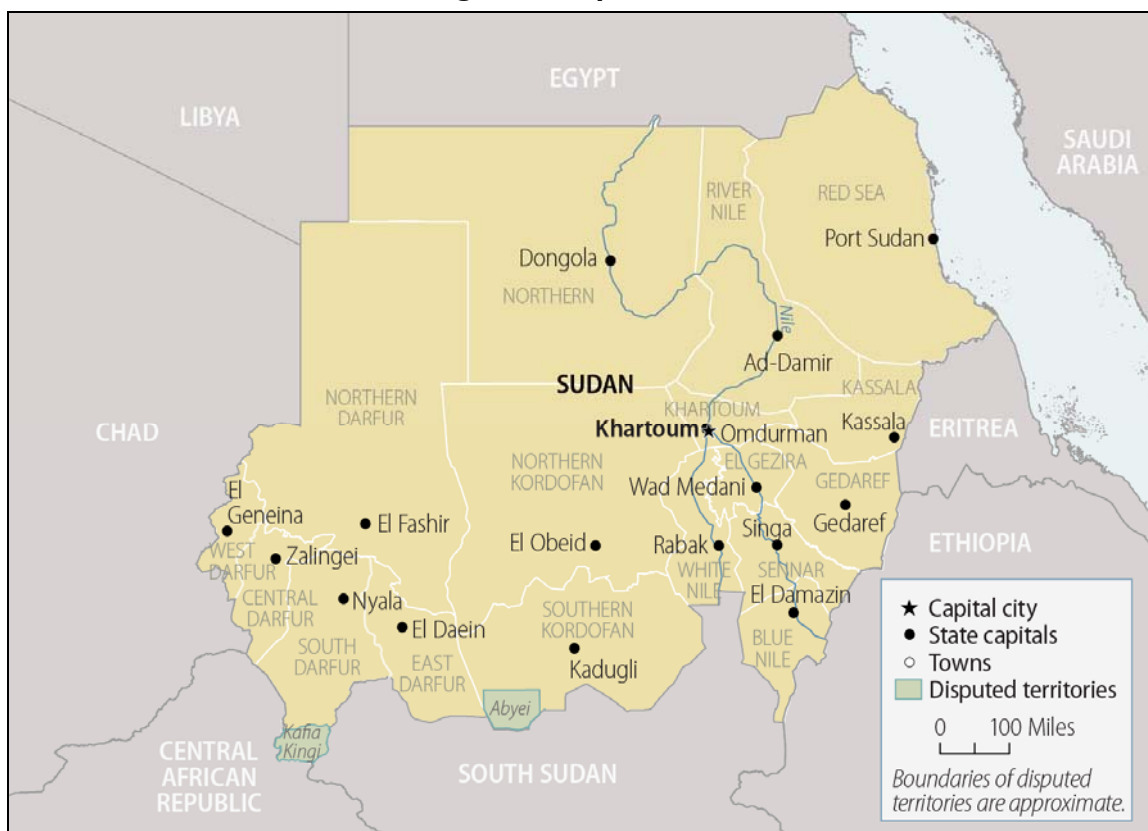 EGYPT
LIBYA
SAUDI
ARABIA
RIVER
NILE
RED SEA
Port Sudan
Dongola
NORTHERN
Nile
Ad-Damir
SUDAN
NORTHERN
DARFUR
KHARTOUM
KASSALA
CHAD
Khartoum
Omdurman
Kassala
ERITREA
NORTHERN
KORDOFAN
EL GEZIRA
Wad Medani
GEDAREF
El
Geneina
El Fashir
Gedaref
El Obeid
Rabak
Singa
ETHIOPIA
WEST
DARFUR
Zalingei
WHITE
NILE
SENNAR
CENTRAL
DARFUR
Nyala
El Damazin
SOUTHERN
KORDOFAN
El Daein
SOUTH
DARFUR
EAST
DARFUR
Kadugli
BLUE
NILE
Abyei
Kafia
Kingi
CENTRAL
AFRICAN
REPUBLIC
SOUTH SUDAN
Capital city
State capitals
Towns
Disputed territories
0 100 Miles
Boundaries of disputed
territories are approximate.